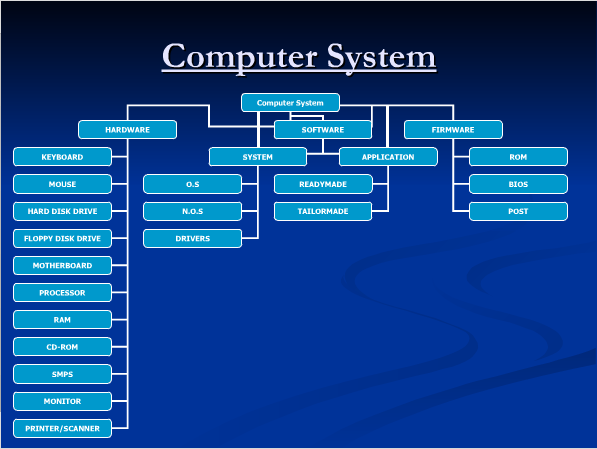 Computer System
Computer System
HARDWARE
SOFTWARE
FIRMWARE
KEYBOARD
SYSTEM
APPLICATION
ROM
MOUSE
O.S
READYMADE
BIOS
HARD DISK DRIVE
N.O.S
TAILORMADE
POST
FLOPPY DISK DRIVE
DRIVERS
MOTHERBOARD
PROCESSOR
RAM
CD-ROM
SMPS
MONITOR
PRINTER/SCANNER